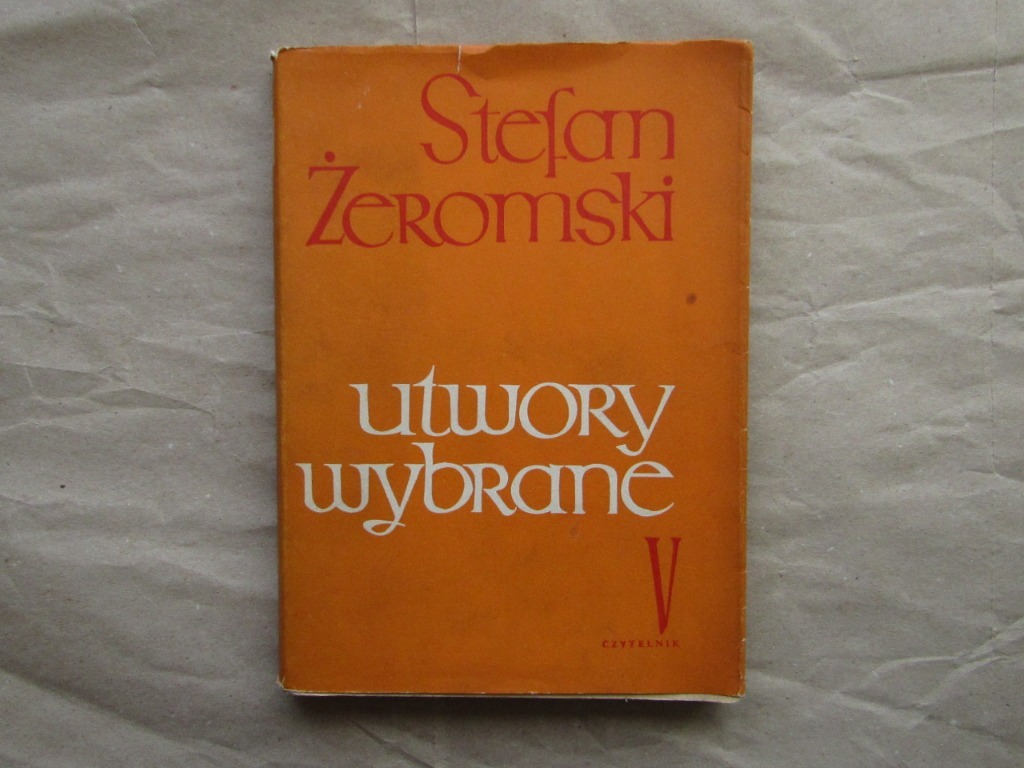 Stefan
Żeromski
utwory
wybrane
V
CZYTELNIK